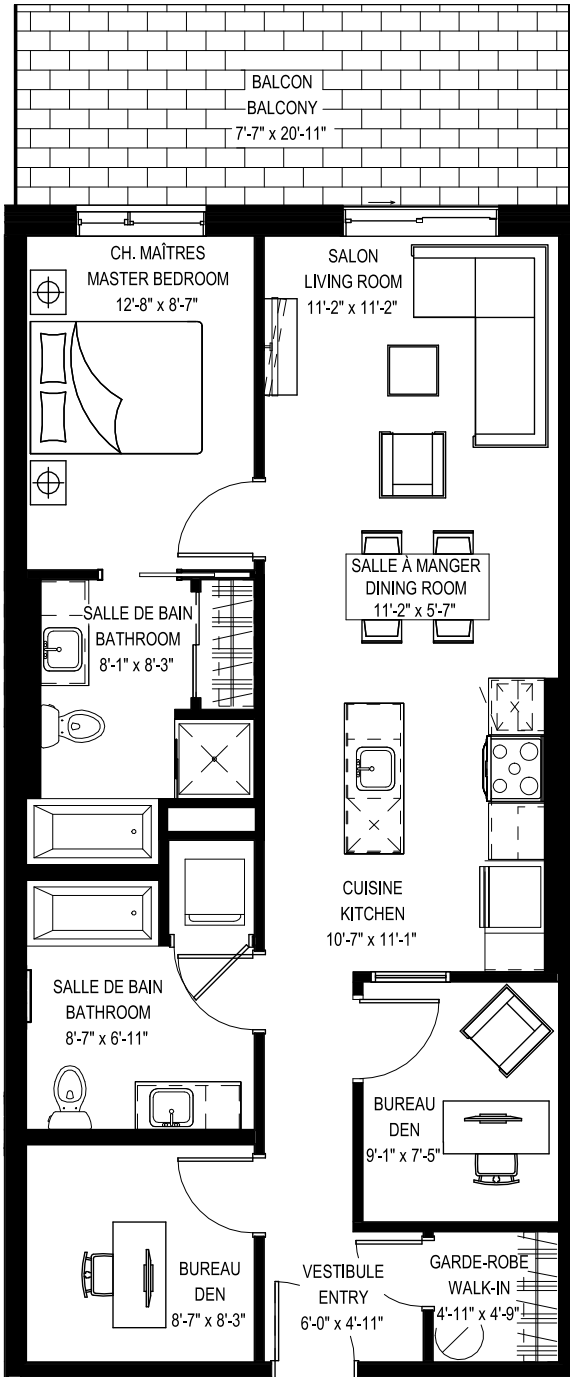 BALCON
BALCONY
7'-7" x 20'-11"
CH. MAÎTRES
MASTER BEDROOM
12'-8" x 8'-7"
SALON
LIVING ROOM
11'-2" x 11'-2"
SALLE À MANGER
DINING ROOM
11'-2" x 5'-7"
SALLE DE BAIN
BATHROOM
8'-1" x 8'-3"
CUISINE
KITCHEN
10'-7" x 11'-1"
SALLE DE BAIN
BATHROOM
8'-7" x 6'-11"
BUREAU
DEN
9'-1" x 7'-5"
BUREAU
DEN
8'-7" x 8'-3"
VESTIBULE
ENTRY
6'-0" x 4'-11"
GARDE-ROBE
WALK-IN
4'-11" x 4'-9"